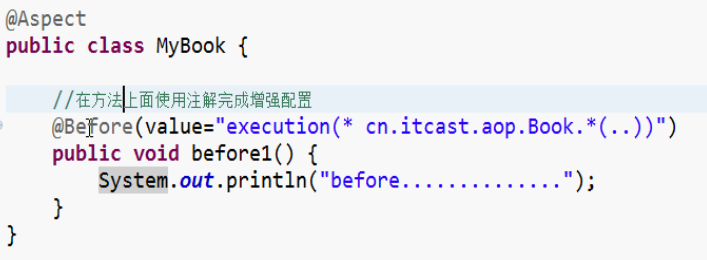 @Aspect
public class MyBook {
//在方法上面使用注解完成增强配置
@Before(value="execution(* cn.itcast.aop.Book.*(..))")
public void before1() {
System.out.println("before..............");
}
}